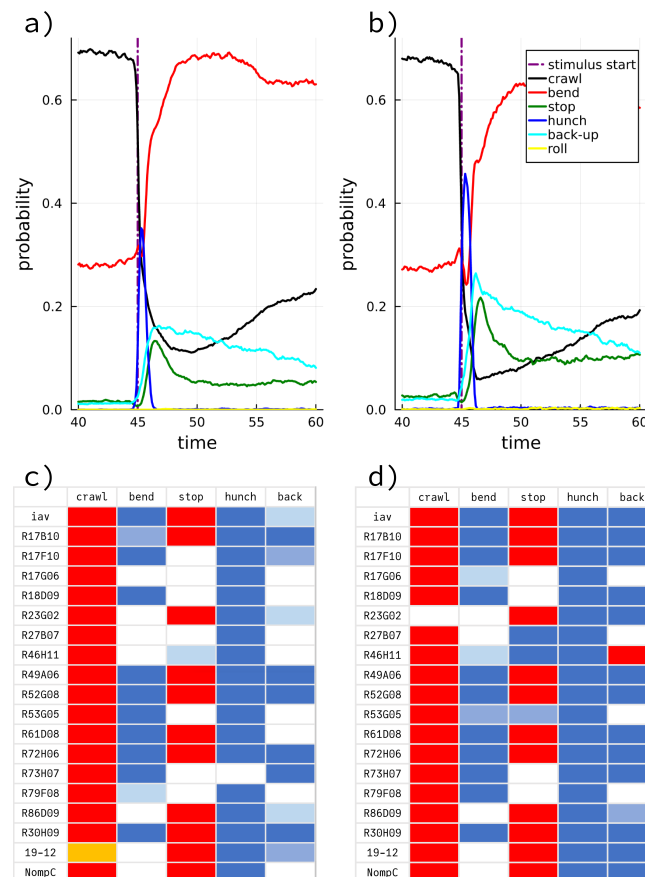 a)
b)
probability
0.6
0.4
0.2
0.0
40
45
50
55
60
time
probability
0.6
0.4
0.2
0.0
40
45
50
55
60
time
stimulus start
crawl
bend
stop
hunch
back-up
roll
c)
crawl bend stop hunch back
iav
R17B10
R17F10
R17G06
R18D09
R23G02
R27B07
R46H11
R49A06
R52G08
R53G05
R61D08
R72H06
R73H07
R79F08
R86D09
R30H09
19-12
NompC
d)
crawl bend stop hunch back
iav
R17B10
R17F10
R17G06
R18D09
R23G02
R27B07
R46H11
R49A06
R52G08
R53G05
R61D08
R72H06
R73H07
R79F08
R86D09
R30H09
19-12
NompC